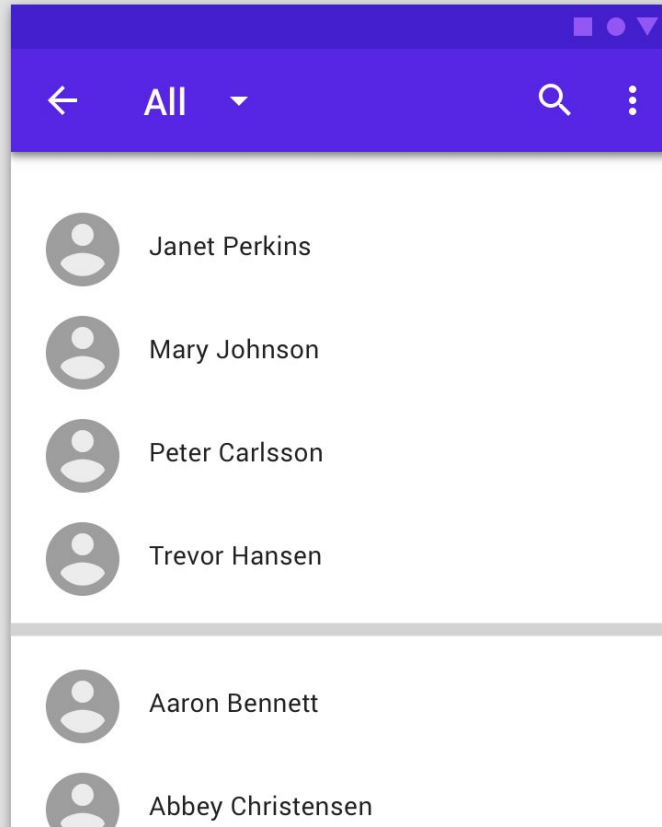 All
Janet Perkins
Mary Johnson
Peter Carlsson
Trevor Hansen
Aaron Bennett
Abbey Christensen